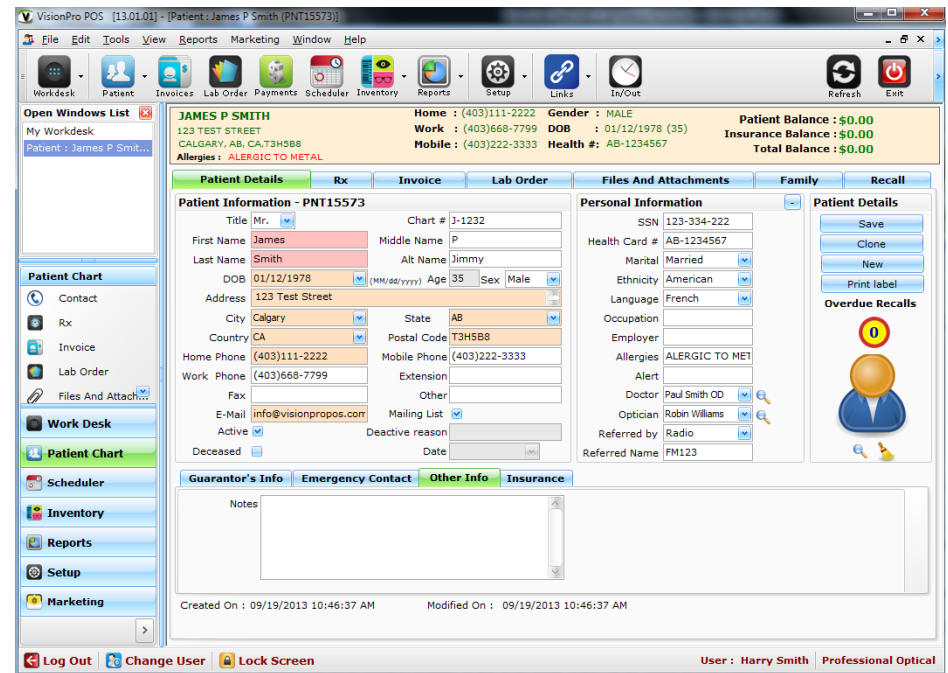 VisionPro POS [13.01.01] - [Patient : James P Smith (PNT15573)]
File Edit Tools View Reports Marketing Window Help
Workdesk Patient Invoices Lab Order Payments Scheduler Inventory Reports Setup Links In/Out Refresh Exit
Open Windows List
My Workdesk
Patient : James P Smit...
JAMES P SMITH
123 TEST STREET
CALGARY, AB, CA,T3H5B8
Allergies : ALERGIC TO METAL
Home : (403)111-2222
Work : (403)668-7799
Mobile : (403)222-3333
Gender : MALE
DOB : 01/12/1978 (35)
Health #: AB-1234567
Patient Balance : $0.00
Insurance Balance : $0.00
Total Balance : $0.00
Patient Details Rx Invoice Lab Order Files And Attachments Family Recall
Patient Information - PNT15573
Title Mr. Chart # J-1232
First Name James Middle Name P
Last Name Smith Alt Name Jimmy
DOB 01/12/1978 (MM/dd/yyyy) Age 35 Sex Male
Address 123 Test Street
City Calgary State AB
Country CA Postal Code T3H5B8
Home Phone (403)111-2222 Mobile Phone (403)222-3333
Work Phone (403)668-7799 Extension
Fax Other
E-Mail info@visionpropos.com Mailing List
Active Deactive reason
Deceased Date
Personal Information -
SSN 123-334-222
Health Card # AB-1234567
Marital Married
Ethnicity American
Language French
Occupation
Employer
Allergies ALERGIC TO MET
Alert
Doctor Paul Smith OD
Optician Robin Williams
Referred by Radio
Referred Name FM123
Patient Details
Save
Clone
New
Print label
Overdue Recalls
0
Patient Chart
Contact
Rx
Invoice
Lab Order
Files And Attach...
Work Desk
Patient Chart
Scheduler
Inventory
Reports
Setup
Marketing
Guarantor's Info Emergency Contact Other Info Insurance
Notes
Created On : 09/19/2013 10:46:37 AM Modified On : 09/19/2013 10:46:37 AM
Log Out Change User Lock Screen User : Harry Smith Professional Optical